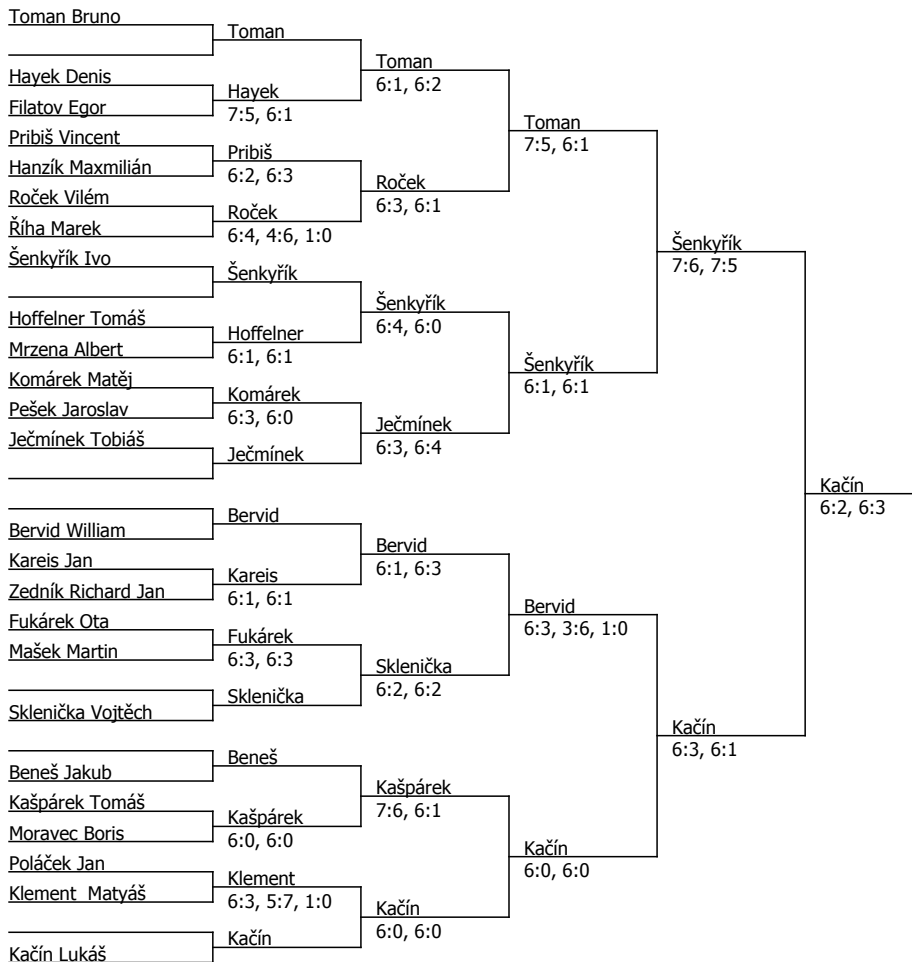 Toman Bruno
Hayek Denis
Filatov Egor
Pribiš Vincent
Hanzík Maxmilián
Roček Vilém
Říha Marek
Šenkyřík Ivo
Hoffelner Tomáš
Mrzena Albert
Komárek Matěj
Pešek Jaroslav
Ječmínek Tobiáš
Bervid William
Kareis Jan
Zedník Richard Jan
Fukárek Ota
Mašek Martin
Sklenička Vojtěch
Beneš Jakub
Kašpárek Tomáš
Moravec Boris
Poláček Jan
Klement Matyáš
Kačín Lukáš
Toman
Hayek
7:5, 6:1
Pribiš
6:2, 6:3
Roček
6:4, 4:6, 1:0
Šenkyřík
Hoffelner
6:1, 6:1
Komárek
6:3, 6:0
Ječmínek
Bervid
Kareis
6:1, 6:1
Fukárek
6:3, 6:3
Sklenička
Beneš
Kašpárek
6:0, 6:0
Klement
6:3, 5:7, 1:0
Kačín
Toman
6:1, 6:2
Roček
6:3, 6:1
Šenkyřík
6:4, 6:0
Ječmínek
6:3, 6:4
Bervid
6:1, 6:3
Sklenička
6:2, 6:2
Kašpárek
7:6, 6:1
Kačín
6:0, 6:0
Toman
7:5, 6:1
Šenkyřík
6:1, 6:1
Bervid
6:3, 3:6, 1:0
Kačín
6:0, 6:0
Šenkyřík
7:6, 7:5
Kačín
6:3, 6:1
Kačín
6:2, 6:3